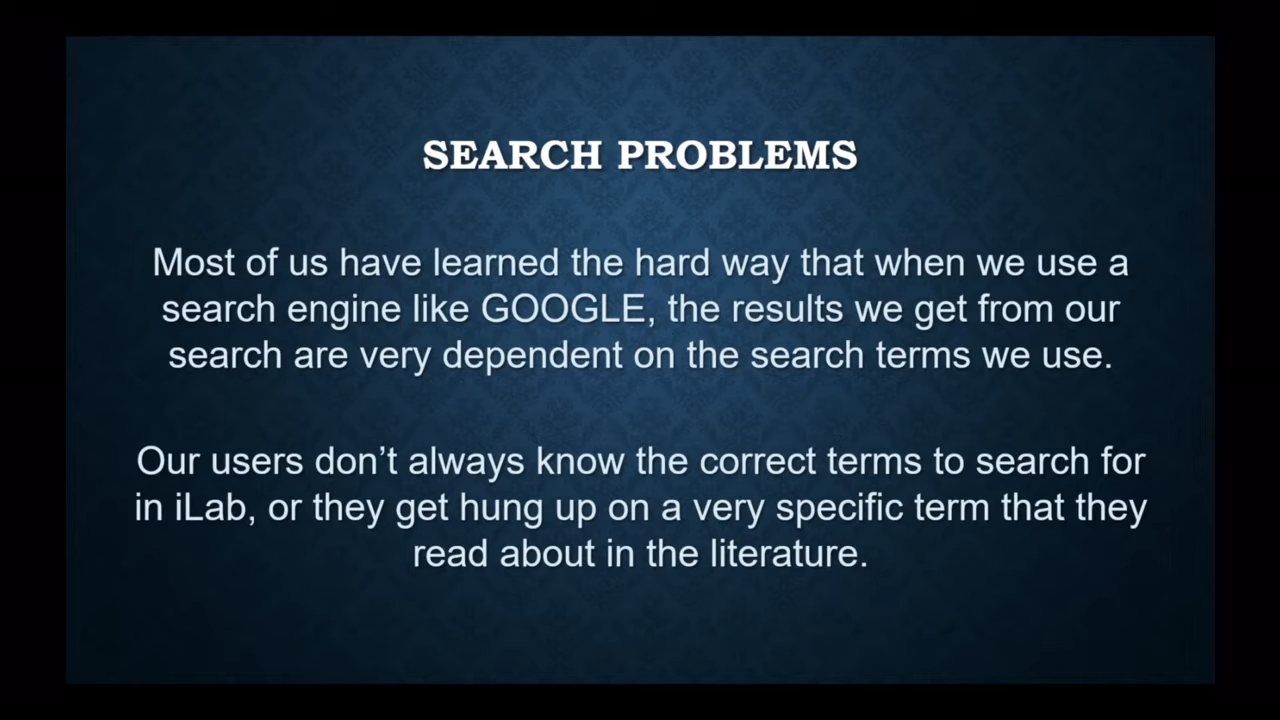 SEARCH PROBLEMS
Most of us have learned the hard way that when we use a
search engine like GOOGLE, the results we get from our
search are very dependent on the search terms we use.
Our users don’t always know the correct terms to search for
in iLab, or they get hung up on a very specific term that they
read about in the literature.